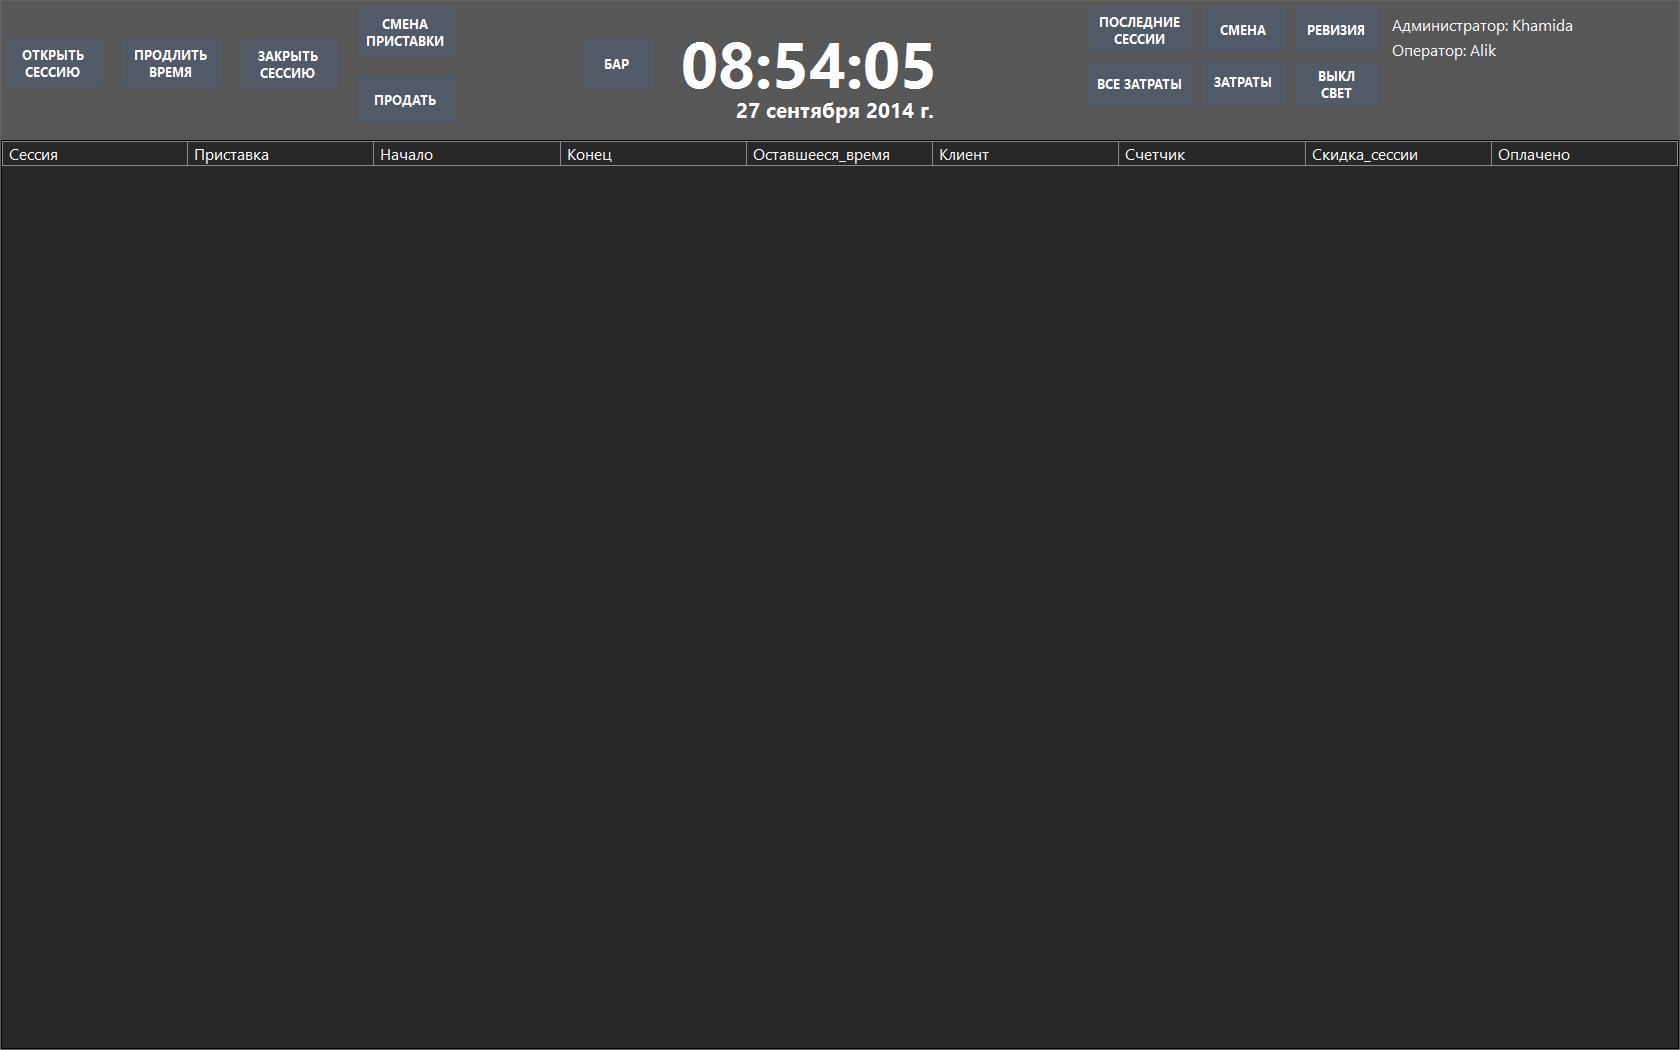 ОТКРЫТЬ
СЕССИЮ
ПРОДЛИТЬ
ВРЕМЯ
ЗАКРЫТЬ
СЕССИЮ
СМЕНА
ПРИСТАВКИ
ПРОДАТЬ
БАР
08:54:05
27 сентября 2014 г.
ПОСЛЕДНИЕ
СЕССИИ
СМЕНА
РЕВИЗИЯ
ВСЕ ЗАТРАТЫ
ЗАТРАТЫ
ВЫКЛ
СВЕТ
Администратор: Khamida
Оператор: Alik
Сессия Приставка Начало Конец Оставшееся_время Клиент Счетчик Скидка_сессии Оплачено